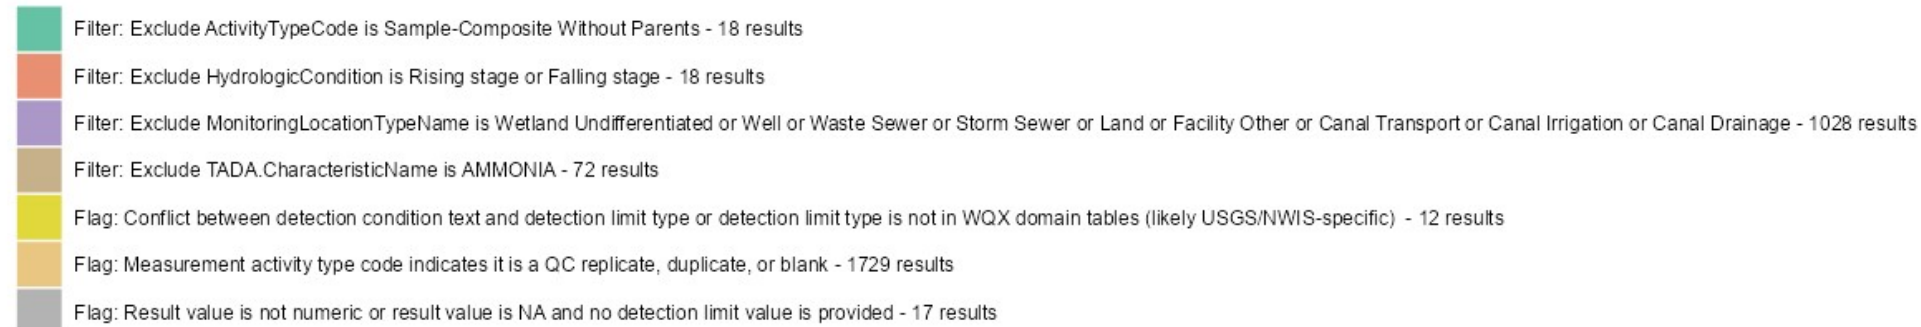 Filter: Exclude ActivityTypeCode is Sample-Composite Without Parents - 18 results
Filter: Exclude HydrologicCondition is Rising stage or Falling stage - 18 results
Filter: Exclude MonitoringLocationTypeName is Wetland Undifferentiated or Well or Waste Sewer or Storm Sewer or Land or Facility Other or Canal Transport or Canal Irrigation or Canal Drainage - 1028 results
Filter: Exclude TADA.CharacteristicName is AMMONIA - 72 results
Flag: Conflict between detection condition text and detection limit type or detection limit type is not in WQX domain tables (likely USGS/NWIS-specific)  - 12 results
Flag: Measurement activity type code indicates it is a QC replicate, duplicate, or blank - 1729 results
Flag: Result value is not numeric or result value is NA and no detection limit value is provided - 17 results